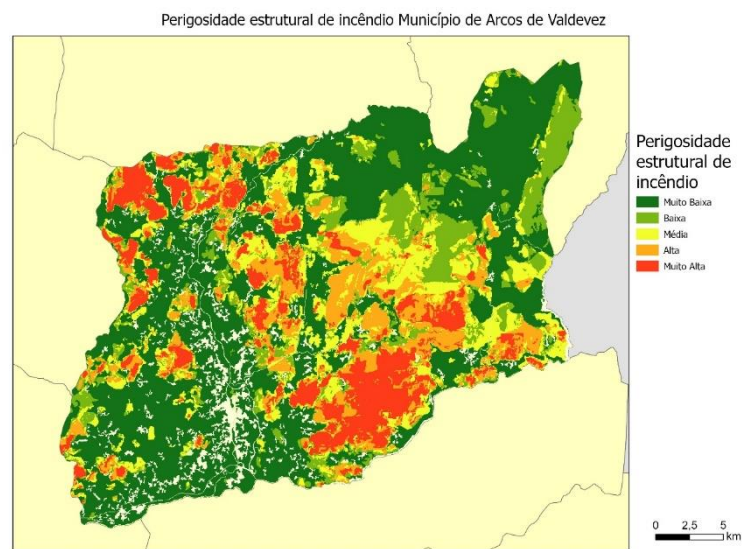 Perigosidade estrutural de incêndio Município de Arcos de Valdevez
Perigosidade
estrutural de
incêndio
Muito Baixa
Baixa
Média
Alta
Muito Alta
0 2,5 5
km